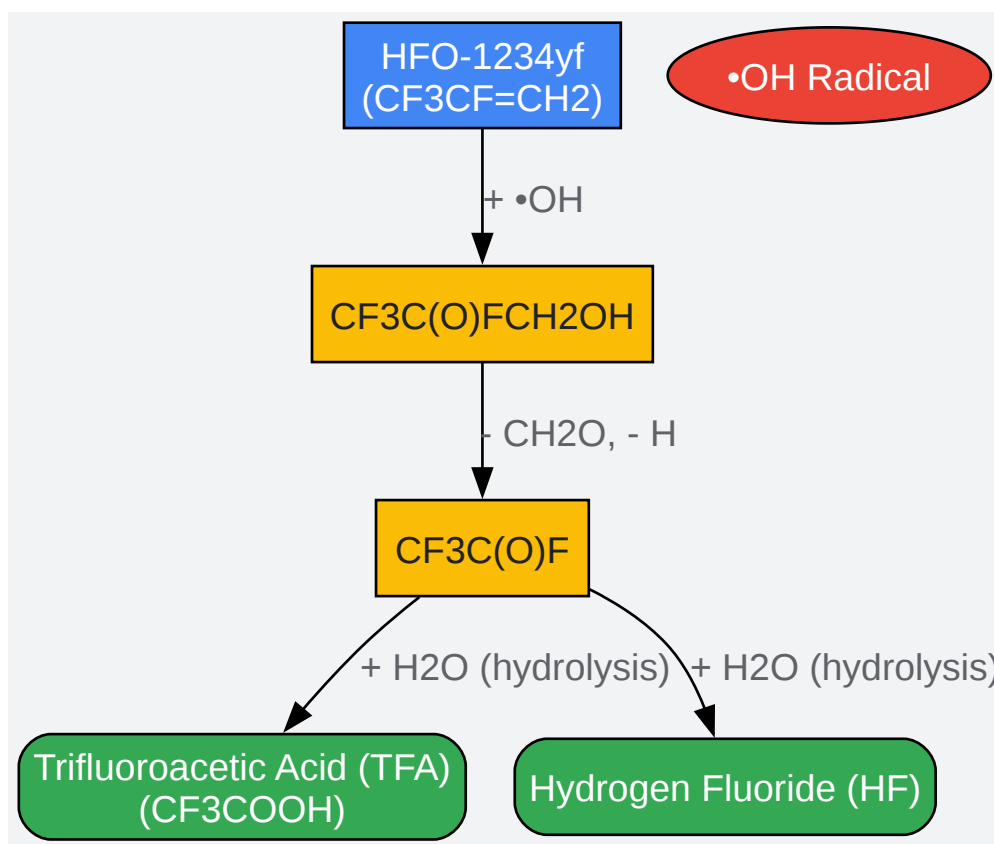 HFO-1234yf
(CF3CF=CH2)
•OH Radical
+ •OH
CF3C(O)FCH2OH
- CH2O, - H
CF3C(O)F
+ H2O (hydrolysis)
+ H2O (hydrolysis)
Trifluoroacetic Acid (TFA)
(CF3COOH)
Hydrogen Fluoride (HF)